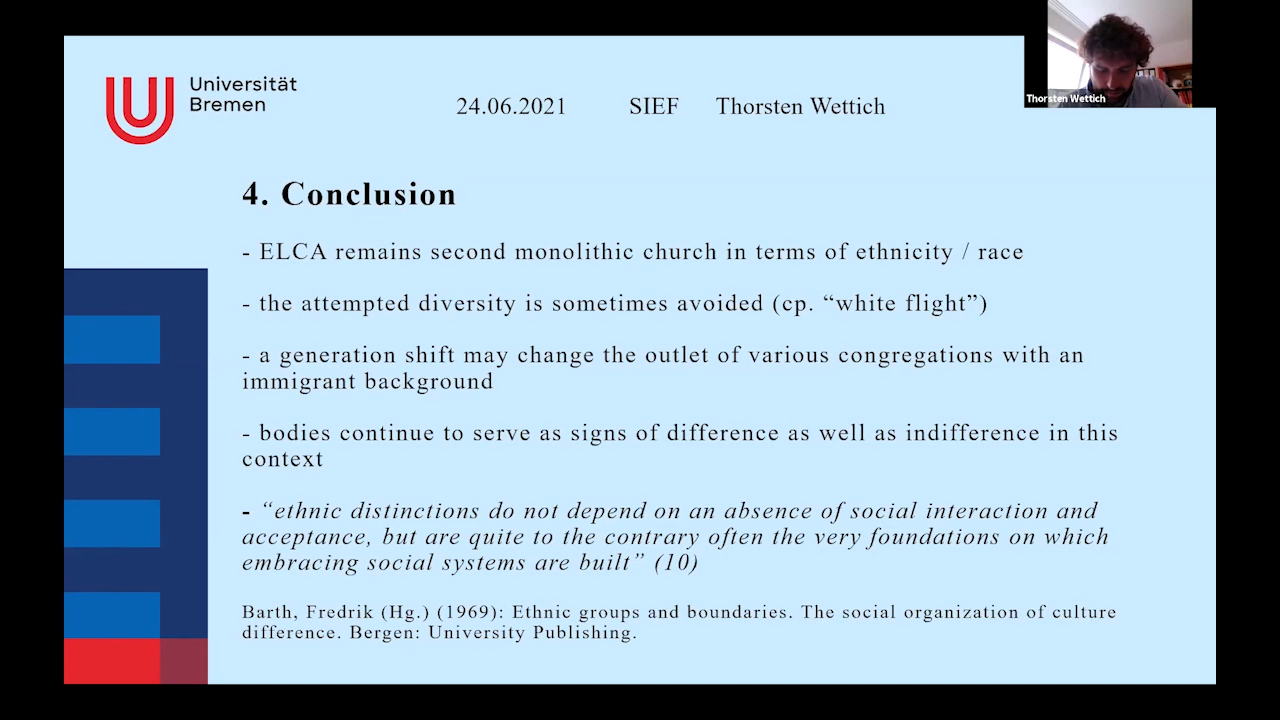 Universität
Bremen
24.06.2021 SIEF Thorsten Wettich
Thorsten Wettich
4. Conclusion
- ELCA remains second monolithic church in terms of ethnicity / race
- the attempted diversity is sometimes avoided (cp. “white flight”)
- a generation shift may change the outlet of various congregations with an
immigrant background
- bodies continue to serve as signs of difference as well as indifference in this
context
- “ethnic distinctions do not depend on an absence of social interaction and
acceptance, but are quite to the contrary often the very foundations on which
embracing social systems are built” (10)
Barth, Fredrik (Hg.) (1969): Ethnic groups and boundaries. The social organization of culture
difference. Bergen: University Publishing.